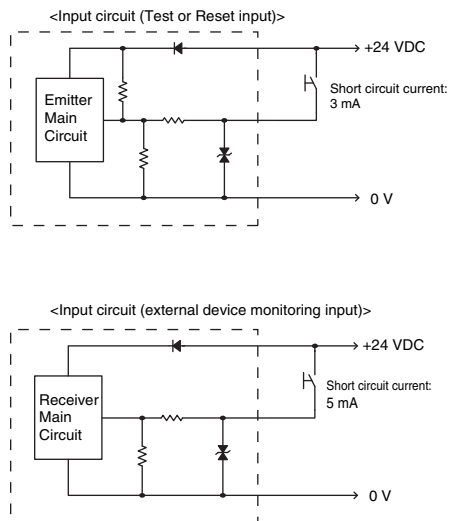 <Input circuit (Test or Reset input)>
+24 VDC
Emitter
Main
Circuit
Short circuit current:
3 mA
0 V
<Input circuit (external device monitoring input)>
+24 VDC
Receiver
Main
Circuit
Short circuit current:
5 mA
0 V